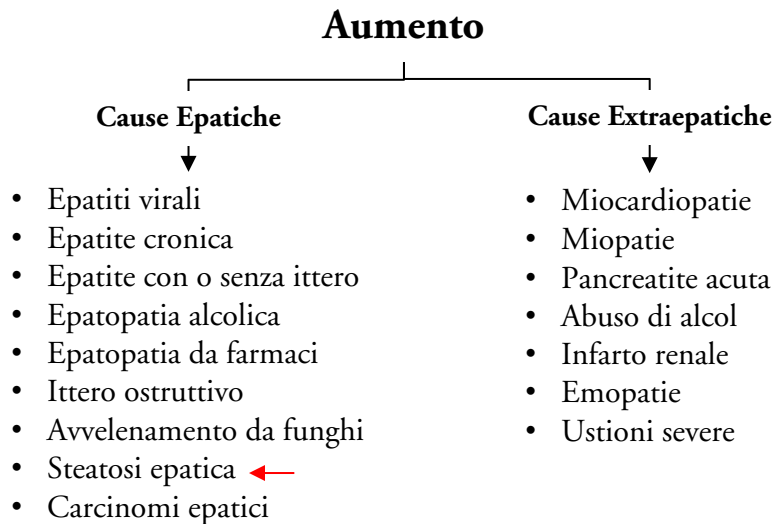 Aumento
Cause Epatiche
• Epatiti virali
• Epatite cronica
• Epatite con o senza ittero
• Epatopatia alcolica
• Epatopatia da farmaci
• Ittero ostruttivo
• Avvelenamento da funghi
• Steatosi epatica
• Carcinomi epatici
Cause Extraepatiche
• Miocardiopatie
• Miopatie
• Pancreatite acuta
• Abuso di alcol
• Infarto renale
• Emopatie
• Ustioni severe